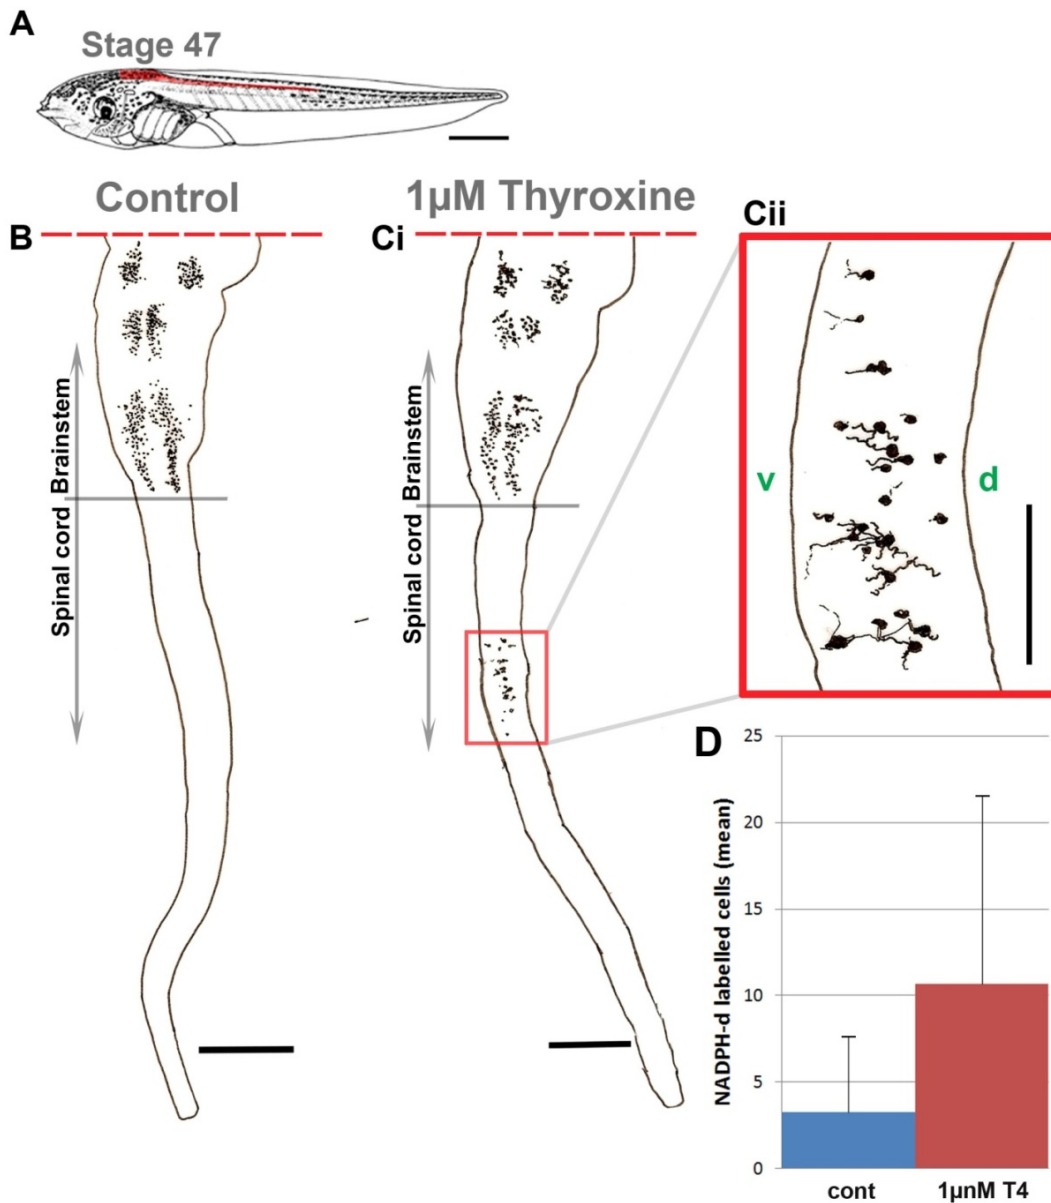 A
Stage 47
Control
1µM Thyroxine
B
Ci
Cii
Brainstem
Spinal cord
Brainstem
Spinal cord
v
d
D
NADPH-d labelled cells (mean)
25
20
15
10
5
0
cont
1µnM T4